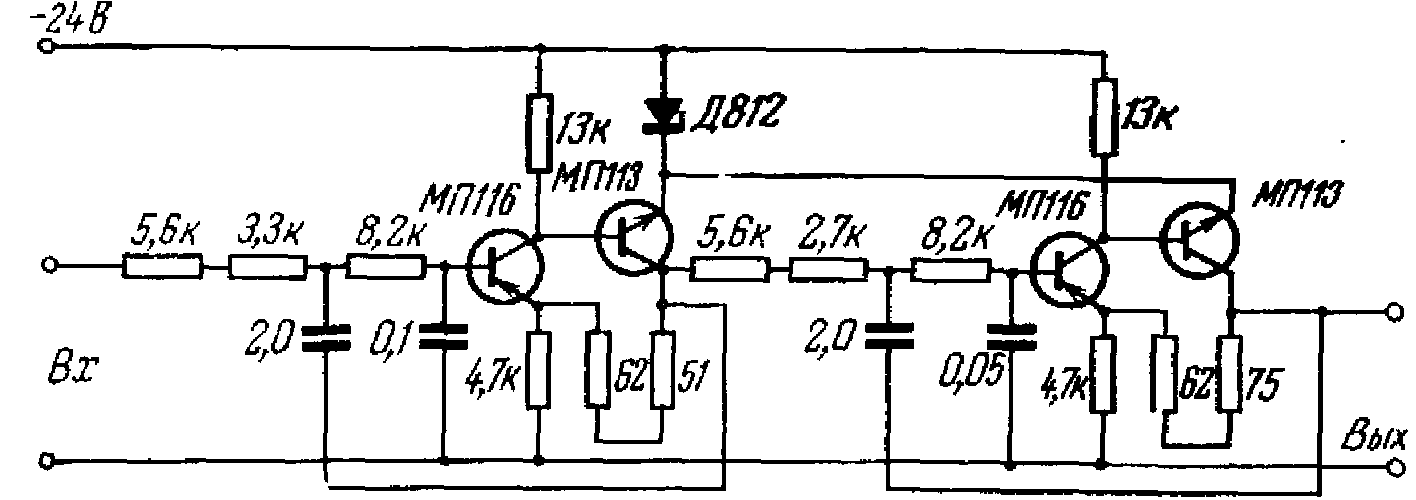 -24В
Д812
13к
13к
МП113
МП116
МП116
МП113
5,6к
3,3к
8,2к
5,6к
2,7к
8,2к
2,0
0,1
2,0
0,05
Вх
4,7к
62
51
4,7к
62
75
Вых